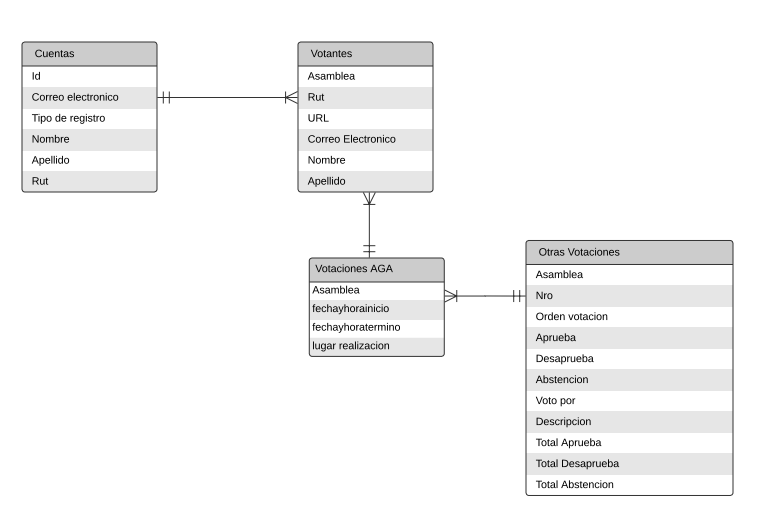 Cuentas
Id
Correo electronico
Tipo de registro
Nombre
Apellido
Rut
Votantes
Asamblea
Rut
URL
Correo Electronico
Nombre
Apellido
Votaciones AGA
Asamblea
fechayhorainicio
fechayhoratermino
lugar realizacion
Otras Votaciones
Asamblea
Nro
Orden votacion
Aprueba
Desaprueba
Abstencion
Voto por
Descripcion
Total Aprueba
Total Desaprueba
Total Abstencion